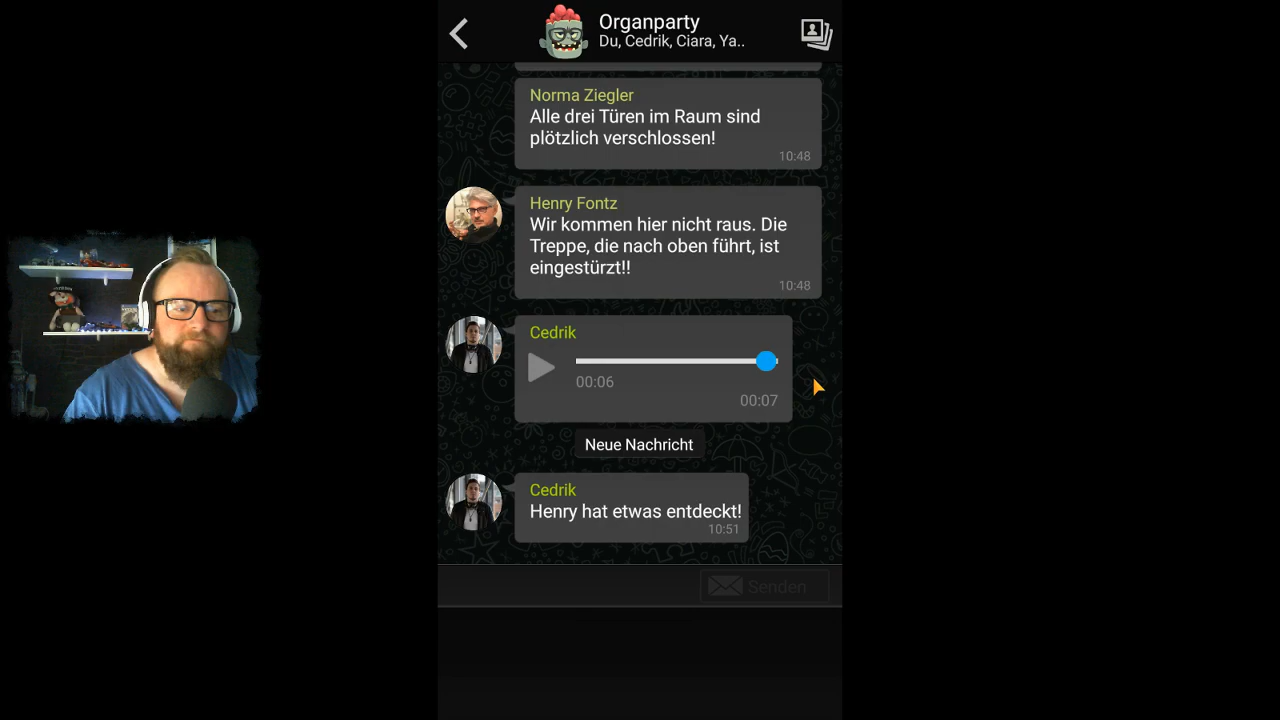 Organparty
Du, Cedrik, Ciara, Ya..
Norma Ziegler
Alle drei Türen im Raum sind
plötzlich verschlossen!
10:48
Henry Fontz
Wir kommen hier nicht raus. Die
Treppe, die nach oben führt, ist
eingestürzt!!
10:48
Cedrik
00:06
00:07
Neue Nachricht
Cedrik
Henry hat etwas entdeckt!
10:51
Senden